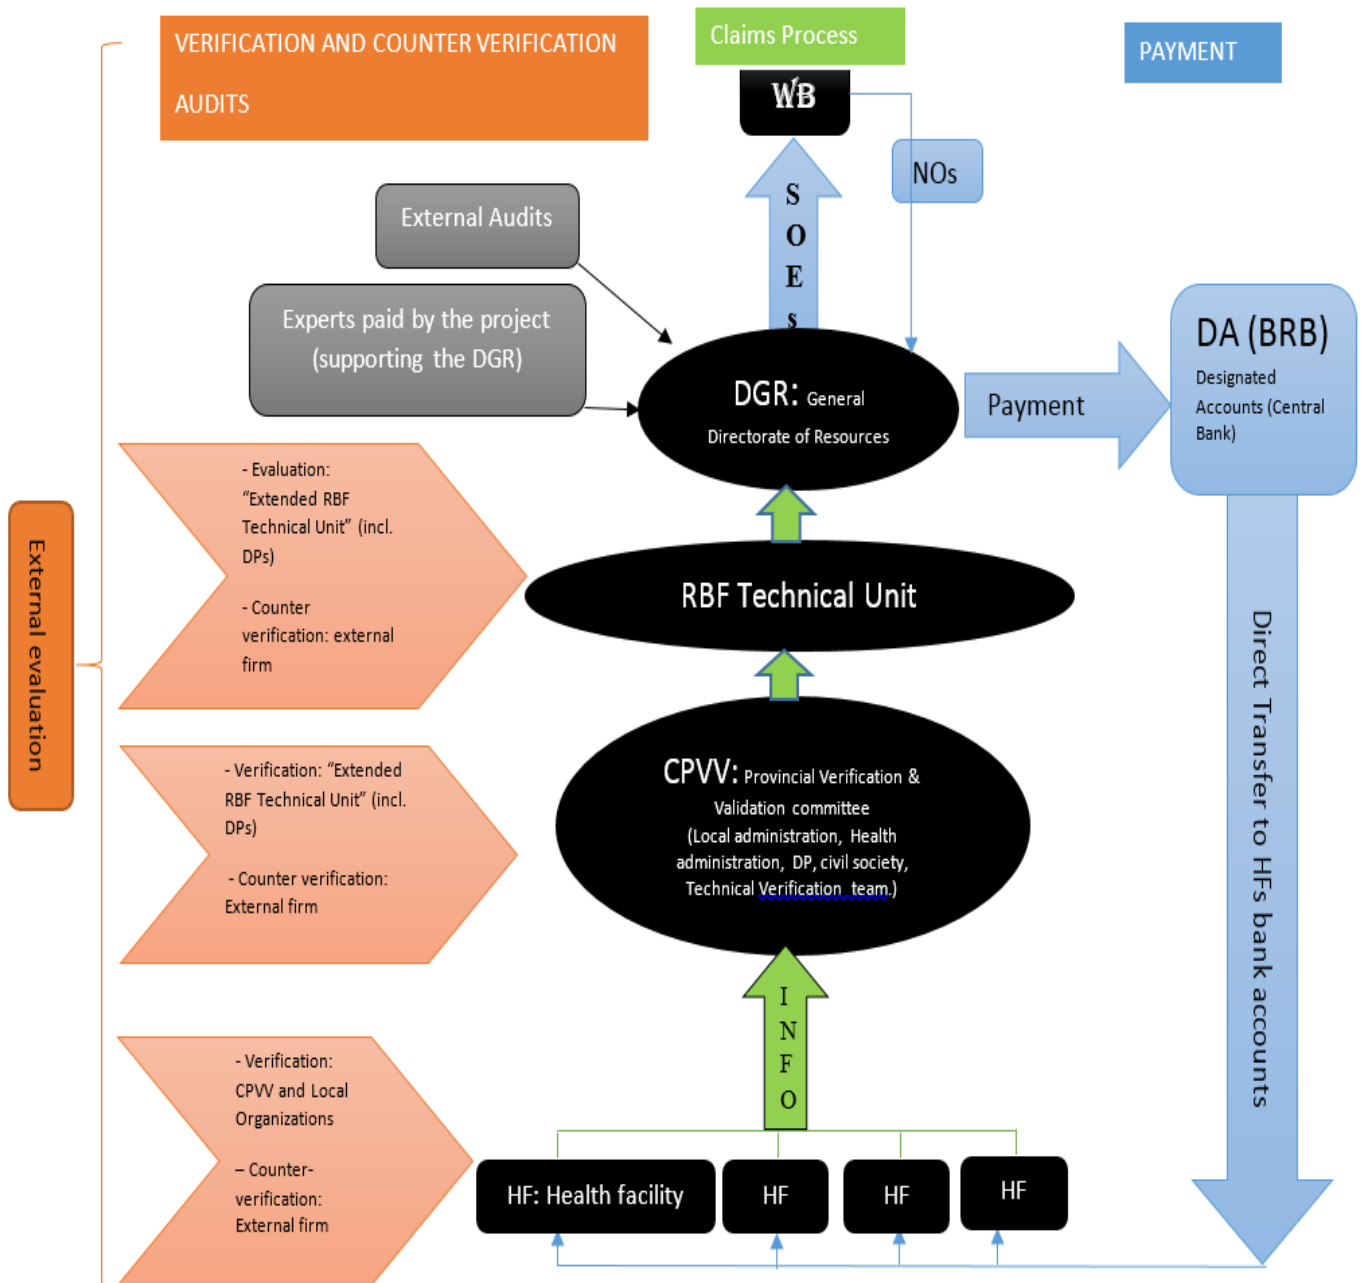 VERIFICATION AND COUNTER VERIFICATION
AUDITS
Claims Process
PAYMENT
WB
SOEs
NOs
External Audits
Experts paid by the project
(supporting the DGR)
DGR: General
Directorate of Resources
Payment
DA (BRB)
Designated
Accounts (Central
Bank)
- Evaluation:
“Extended RBF
Technical Unit” (incl.
DPs)
- Counter
verification: external
firm
RBF Technical Unit
External evaluation
- Verification: “Extended
RBF Technical Unit” (incl.
DPs)
- Counter verification:
External firm
CPVV: Provincial Verification &
Validation committee
(Local administration, Health
administration, DP, civil society,
Technical Verification team.)
Direct Transfer to HFs bank accounts
INFO
- Verification:
CPVV and Local
Organizations
– Counter-
verification:
External firm
HF: Health facility
HF
HF
HF